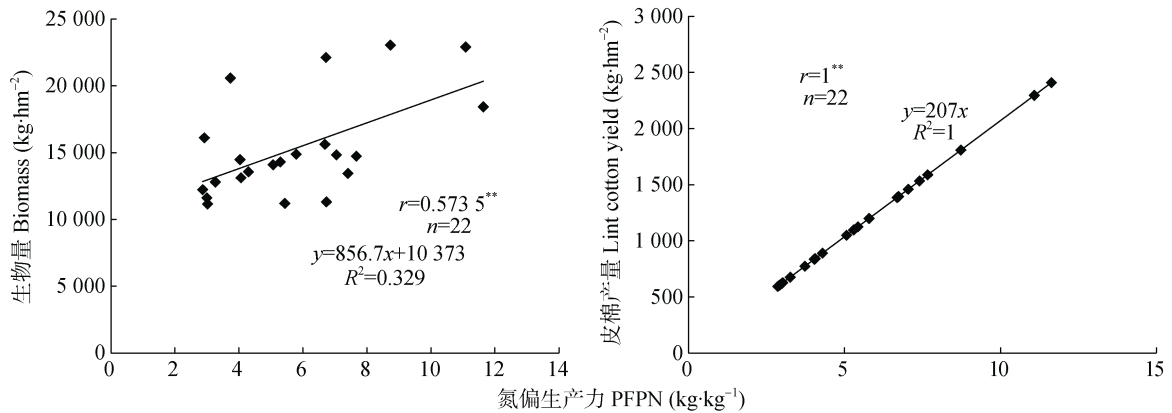 25 000
20 000
15 000
10 000
5 000
0
生物量 Biomass (kg·hm⁻²)
r=0.573 5**
n=22
y=856.7x+10 373
R²=0.329
0 2 4 6 8 10 12 14
3 000
2 500
2 000
1 500
1 000
500
0
皮棉产量 Lint cotton yield (kg·hm⁻²)
r=1**
n=22
y=207x
R²=1
0 5 10 15
氮偏生产力 PFPN (kg·kg⁻¹)